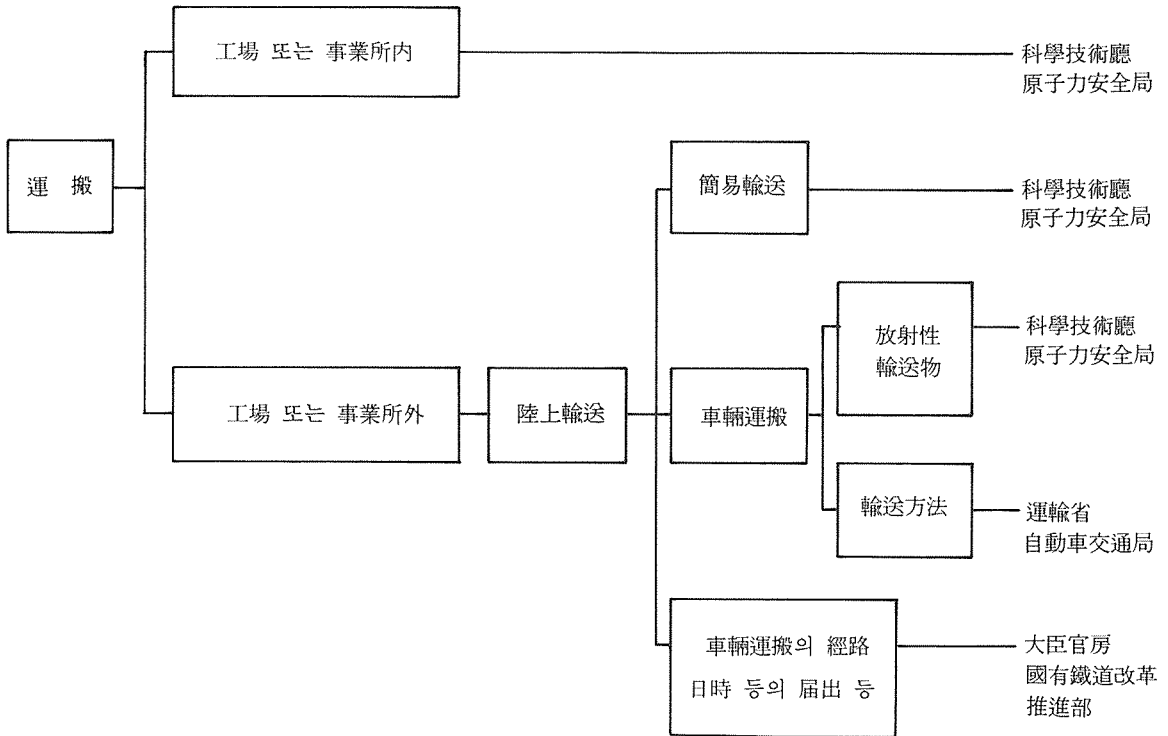 工場 또는 事業所内
科學技術廳
原子力安全局
運 搬
簡易輸送
科學技術廳
原子力安全局
放射性
輸送物
科學技術廳
原子力安全局
工場 또는 事業所外
陸上輸送
車輛運搬
輸送方法
運輸省
自動車交通局
車輛運搬의 經路
日時 등의 届出 등
大臣官房
國有鐵道改革
推進部